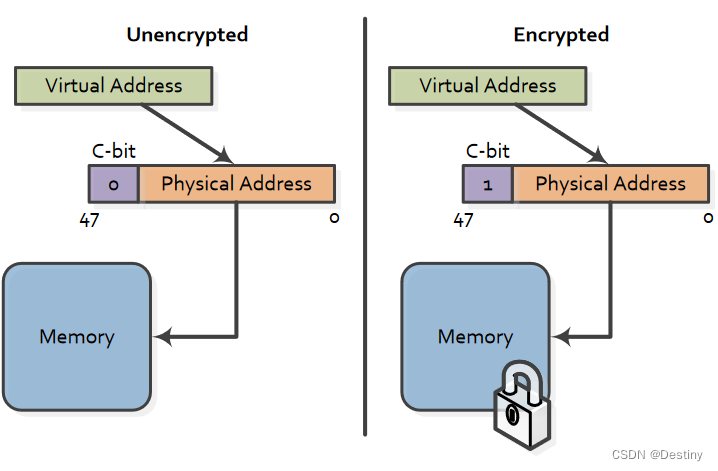 Unencrypted
Virtual Address
C-bit
0 Physical Address
47 0
Memory
Encrypted
Virtual Address
C-bit
1 Physical Address
47 0
Memory
CSDN @Destiny